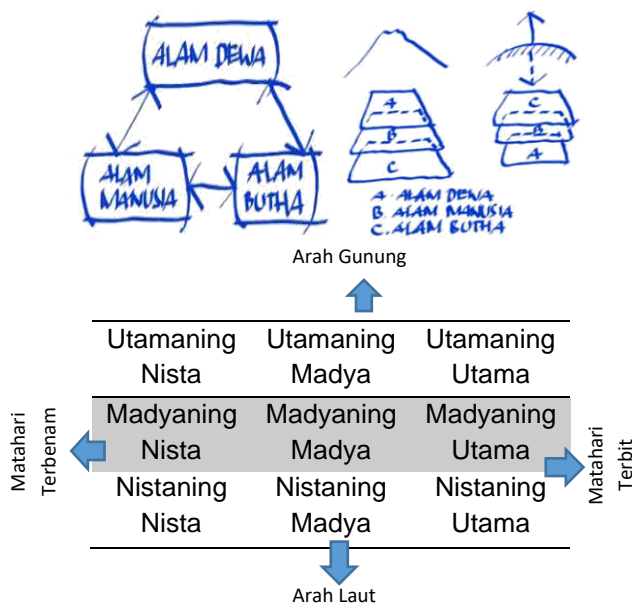 ALAM DEWA
ALAM
MANUSIA
ALAM
BUTHA
A
B
C
C
B
A
A. ALAM DEWA
B. ALAM MANUSIA
C. ALAM BUTHA
Arah Gunung
Utamaning Utamaning Utamaning
Nista Madya Utama
Madyaning Madyaning Madyaning
Nista Madya Utama
Nistaning Nistaning Nistaning
Nista Madya Utama
Matahari
Terbenam
Matahari
Terbit
Arah Laut